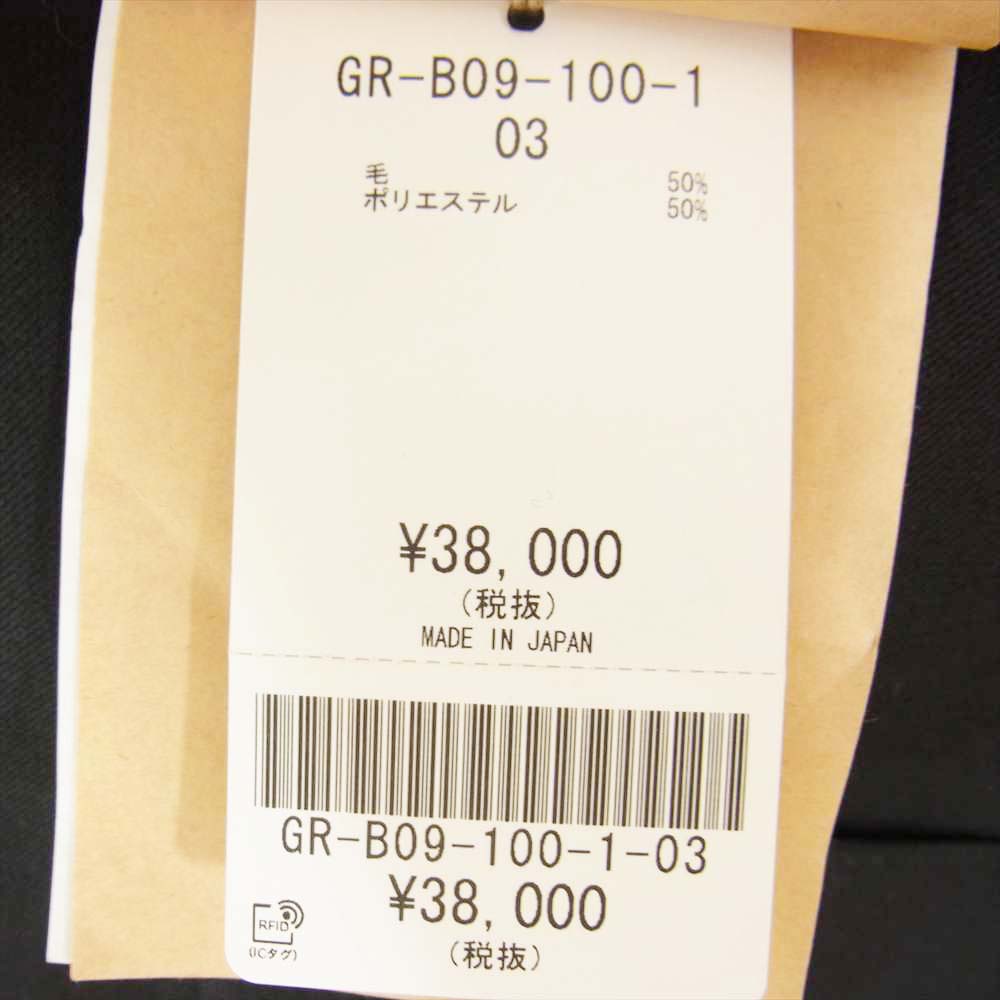 GR-B09-100-1
03
毛 50%
ポリエステル 50%
¥38,000
(税抜)
MADE IN JAPAN
GR-B09-100-1-03
¥38,000
(税抜)
RFID
(ICタグ)